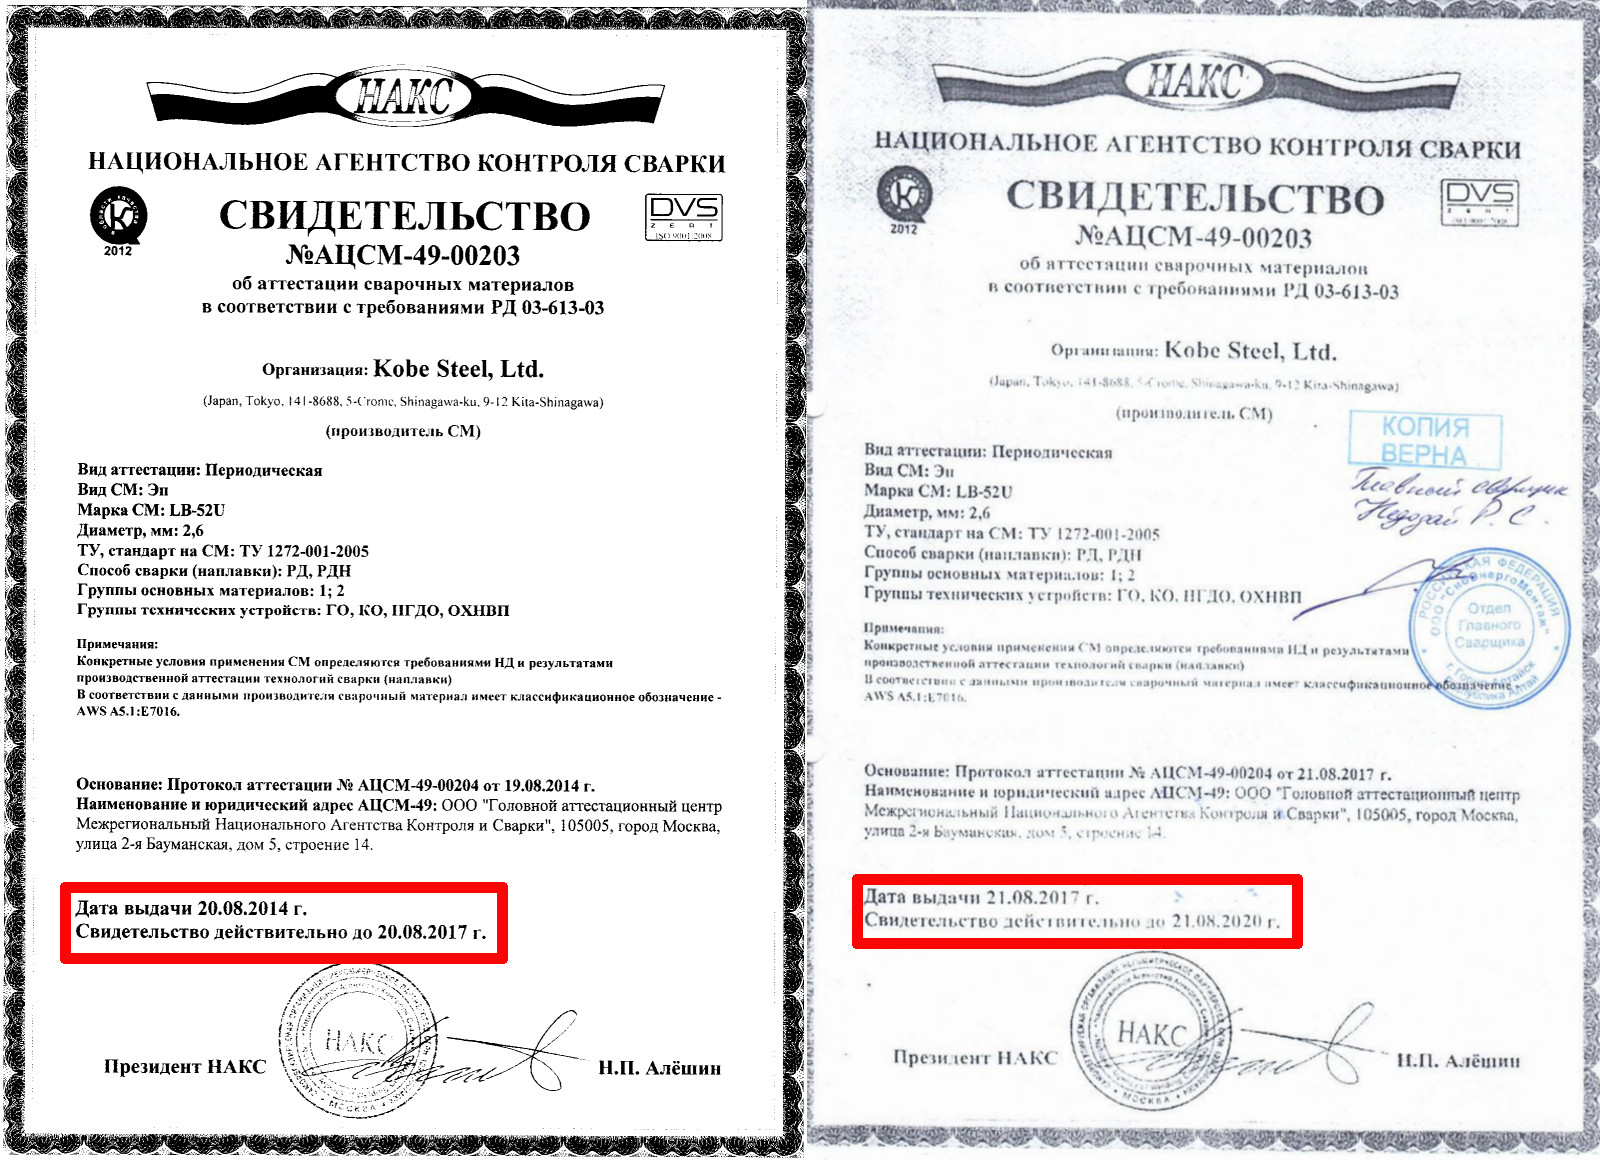 НАКС
НАЦИОНАЛЬНОЕ АГЕНТСТВО КОНТРОЛЯ СВАРКИ
2012
СВИДЕТЕЛЬСТВО
DVS
ZERT
ISO 9001:2008
№АЦСМ-49-00203
об аттестации сварочных материалов
в соответствии с требованиями РД 03-613-03
Организация: Kobe Steel, Ltd.
(Japan, Tokyo, 141-8688, 5-Crome, Shinagawa-ku, 9-12 Kita-Shinagawa)
(производитель СМ)
Вид аттестации: Периодическая
Вид СМ: Эп
Марка СМ: LB-52U
Диаметр, мм: 2,6
ТУ, стандарт на СМ: ТУ 1272-001-2005
Способ сварки (наплавки): РД, РДН
Группы основных материалов: 1; 2
Группы технических устройств: ГО, КО, НГДО, ОХНВП
Примечания:
Конкретные условия применения СМ определяются требованиями НД и результатами
производственной аттестации технологий сварки (наплавки)
В соответствии с данными производителя сварочный материал имеет классификационное обозначение -
AWS A5.1:E7016.
Основание: Протокол аттестации № АЦСМ-49-00204 от 19.08.2014 г.
Наименование и юридический адрес АЦСМ-49: ООО "Головной аттестационный центр
Межрегиональный Национального Агентства Контроля и Сварки", 105005, город Москва,
улица 2-я Бауманская, дом 5, строение 14.
Дата выдачи 20.08.2014 г.
Свидетельство действительно до 20.08.2017 г.
НАКС
МОСКВА
Президент НАКС
Н.П. Алёшин
НАКС
НАЦИОНАЛЬНОЕ АГЕНТСТВО КОНТРОЛЯ СВАРКИ
2012
СВИДЕТЕЛЬСТВО
DVS
ZERT
ISO 9001:2008
№АЦСМ-49-00203
об аттестации сварочных материалов
в соответствии с требованиями РД 03-613-03
Организация: Kobe Steel, Ltd.
(Japan, Tokyo, 141-8688, 5-Crome, Shinagawa-ku, 9-12 Kita-Shinagawa)
(производитель СМ)
КОПИЯ
ВЕРНА
Главный сварщик
Недозай Р. С.
Вид аттестации: Периодическая
Вид СМ: Эп
Марка СМ: LB-52U
Диаметр, мм: 2,6
ТУ, стандарт на СМ: ТУ 1272-001-2005
Способ сварки (наплавки): РД, РДН
Группы основных материалов: 1; 2
Группы технических устройств: ГО, КО, НГДО, ОХНВП
РОССИЙСКАЯ ФЕДЕРАЦИЯ
ООО "СибЭнергоМонтаж"
Отдел
Главного
Сварщика
г. Горно-Алтайск
Республика Алтай
Примечания:
Конкретные условия применения СМ определяются требованиями НД и результатами
производственной аттестации технологий сварки (наплавки)
В соответствии с данными производителя сварочный материал имеет классификационное обозначение -
AWS A5.1:E7016.
Основание: Протокол аттестации № АЦСМ-49-00204 от 21.08.2017 г.
Наименование и юридический адрес АЦСМ-49: ООО "Головной аттестационный центр
Межрегиональный Национального Агентства Контроля и Сварки", 105005, город Москва,
улица 2-я Бауманская, дом 5, строение 14.
Дата выдачи 21.08.2017 г.
Свидетельство действительно до 21.08.2020 г.
НАКС
МОСКВА
Президент НАКС
Н.П. Алёшин